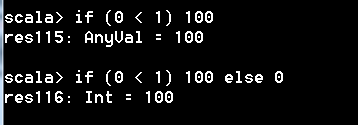 scala> if (0 < 1) 100
res115: AnyVal = 100
scala> if (0 < 1) 100 else 0
res116: Int = 100